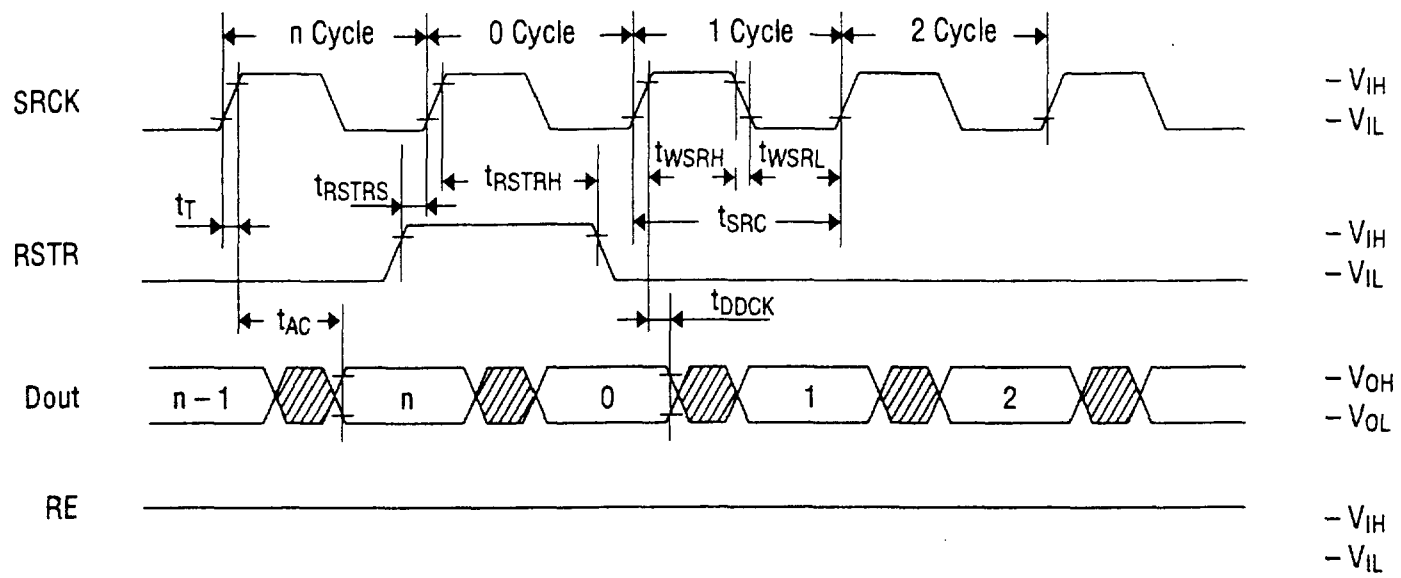 n Cycle 0 Cycle 1 Cycle 2 Cycle
SRCK
– VIH
– VIL
tWSRH tWSRL
tRSTRS tRSTRH
tT
tSRC
RSTR
– VIH
– VIL
tDDCK
tAC
Dout
n – 1 n 0 1 2
– VOH
– VOL
RE
– VIH
– VIL